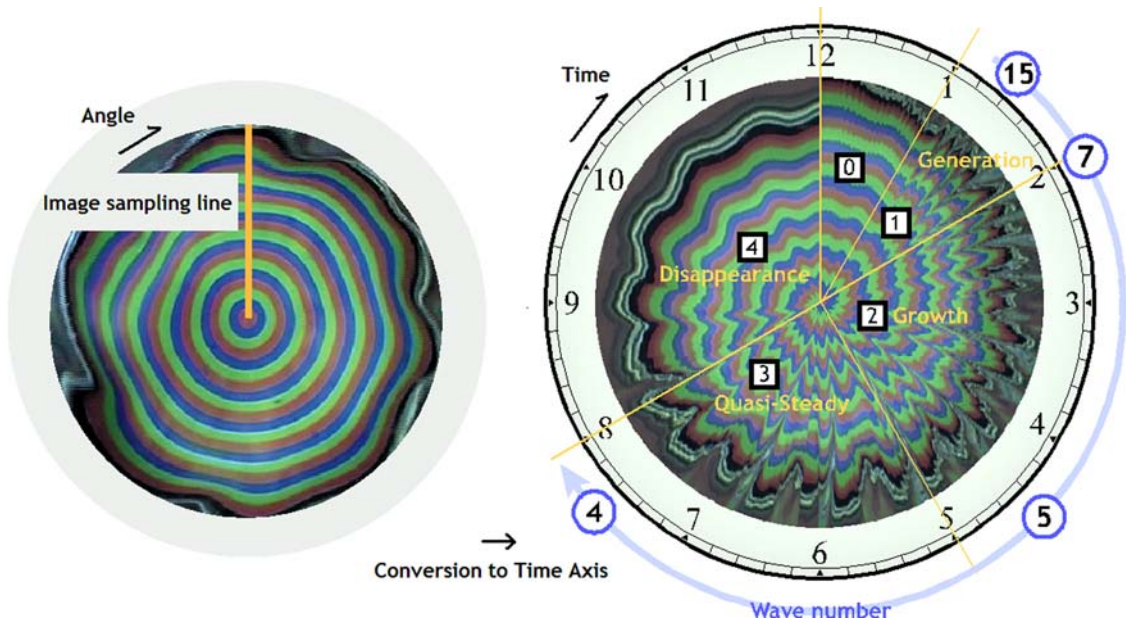 Angle
Image sampling line
Conversion to Time Axis
Time
12
1
2
3
4
5
6
7
8
9
10
11
15
7
5
4
Generation
0
1
2
Growth
3
Quasi-Steady
4
Disappearance
Wave number